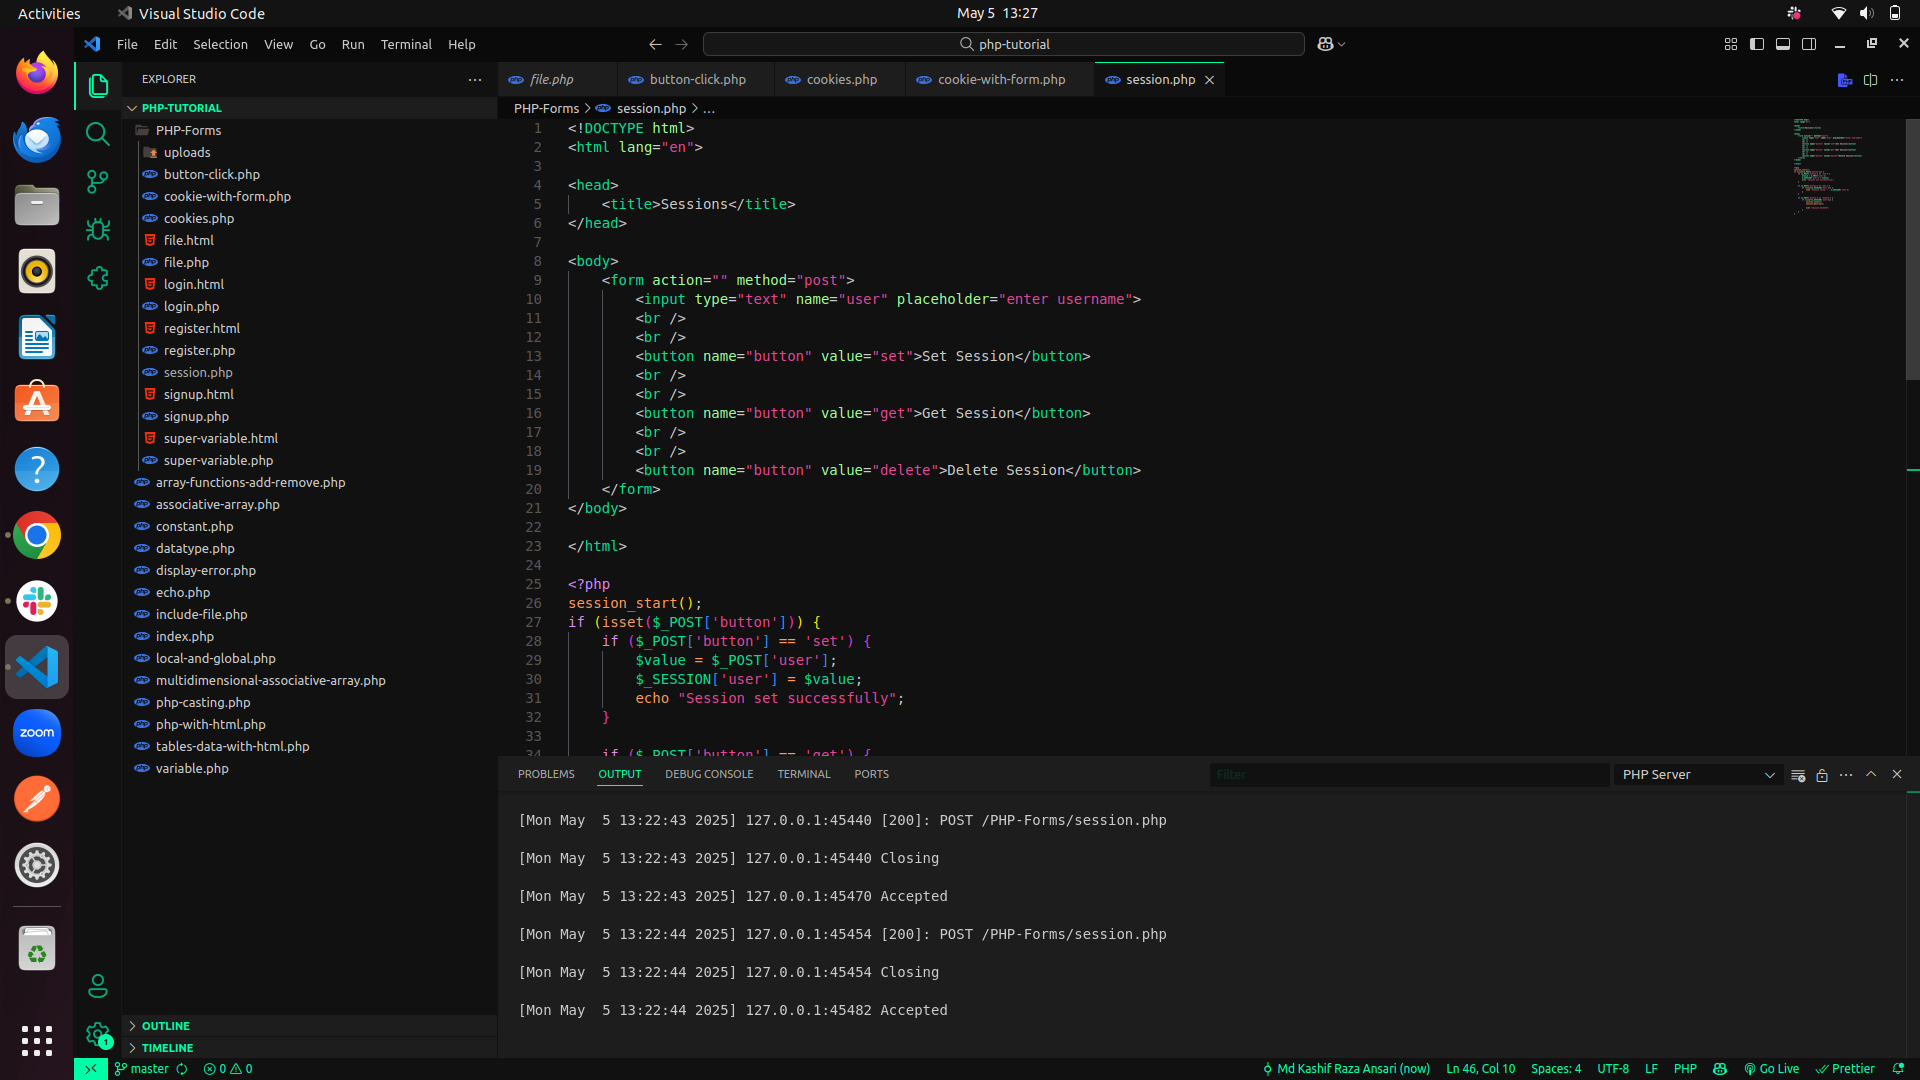 Activities
Visual Studio Code
May 5 13:27
File Edit Selection View Go Run Terminal Help
php-tutorial
EXPLORER
PHP-TUTORIAL
PHP-Forms
uploads
button-click.php
cookie-with-form.php
cookies.php
file.html
file.php
login.html
login.php
register.html
register.php
session.php
signup.html
signup.php
super-variable.html
super-variable.php
array-functions-add-remove.php
associative-array.php
constant.php
datatype.php
display-error.php
echo.php
include-file.php
index.php
local-and-global.php
multidimensional-associative-array.php
php-casting.php
php-with-html.php
tables-data-with-html.php
variable.php
OUTLINE
TIMELINE
file.php
button-click.php
cookies.php
cookie-with-form.php
session.php
PHP-Forms > session.php > ...
1 <!DOCTYPE html>
2 <html lang="en">
3
4 <head>
5 <title>Sessions</title>
6 </head>
7
8 <body>
9 <form action="" method="post">
10 <input type="text" name="user" placeholder="enter username">
11 <br />
12 <br />
13 <button name="button" value="set">Set Session</button>
14 <br />
15 <br />
16 <button name="button" value="get">Get Session</button>
17 <br />
18 <br />
19 <button name="button" value="delete">Delete Session</button>
20 </form>
21 </body>
22
23 </html>
24
25 <?php
26 session_start();
27 if (isset($_POST['button'])) {
28 if ($_POST['button'] == 'set') {
29 $value = $_POST['user'];
30 $_SESSION['user'] = $value;
31 echo "Session set successfully";
32 }
33
34 if ($_POST['button'] == 'get') {
PROBLEMS OUTPUT DEBUG CONSOLE TERMINAL PORTS
Filter
PHP Server
[Mon May  5 13:22:43 2025] 127.0.0.1:45440 [200]: POST /PHP-Forms/session.php
[Mon May  5 13:22:43 2025] 127.0.0.1:45440 Closing
[Mon May  5 13:22:43 2025] 127.0.0.1:45470 Accepted
[Mon May  5 13:22:44 2025] 127.0.0.1:45454 [200]: POST /PHP-Forms/session.php
[Mon May  5 13:22:44 2025] 127.0.0.1:45454 Closing
[Mon May  5 13:22:44 2025] 127.0.0.1:45482 Accepted
zoom
1
master
0 0
Md Kashif Raza Ansari (now)
Ln 46, Col 10
Spaces: 4
UTF-8
LF
PHP
Go Live
Prettier